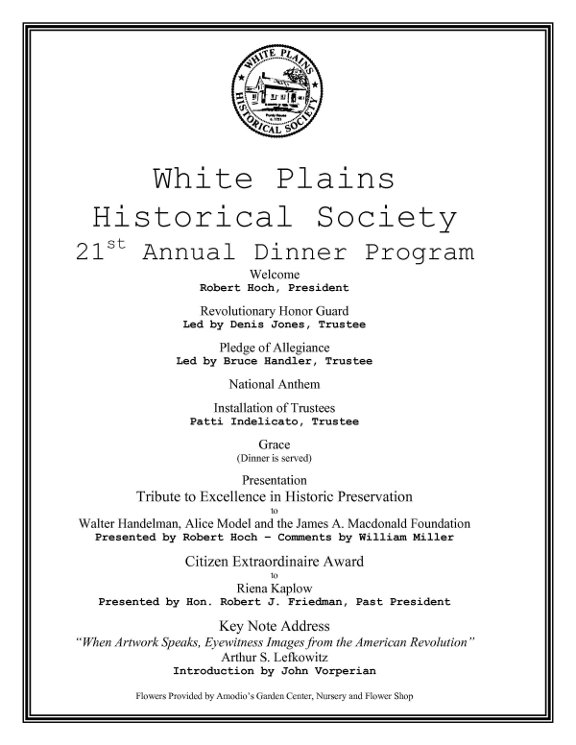 WHITE PLAINS
HISTORICAL SOCIETY
White Plains
Historical Society
21st Annual Dinner Program
Welcome
Robert Hoch, President
Revolutionary Honor Guard
Led by Denis Jones, Trustee
Pledge of Allegiance
Led by Bruce Handler, Trustee
National Anthem
Installation of Trustees
Patti Indelicato, Trustee
Grace
(Dinner is served)
Presentation
Tribute to Excellence in Historic Preservation
to
Walter Handelman, Alice Model and the James A. Macdonald Foundation
Presented by Robert Hoch – Comments by William Miller
Citizen Extraordinaire Award
to
Riena Kaplow
Presented by Hon. Robert J. Friedman, Past President
Key Note Address
“When Artwork Speaks, Eyewitness Images from the American Revolution”
Arthur S. Lefkowitz
Introduction by John Vorperian
Flowers Provided by Amodio’s Garden Center, Nursery and Flower Shop